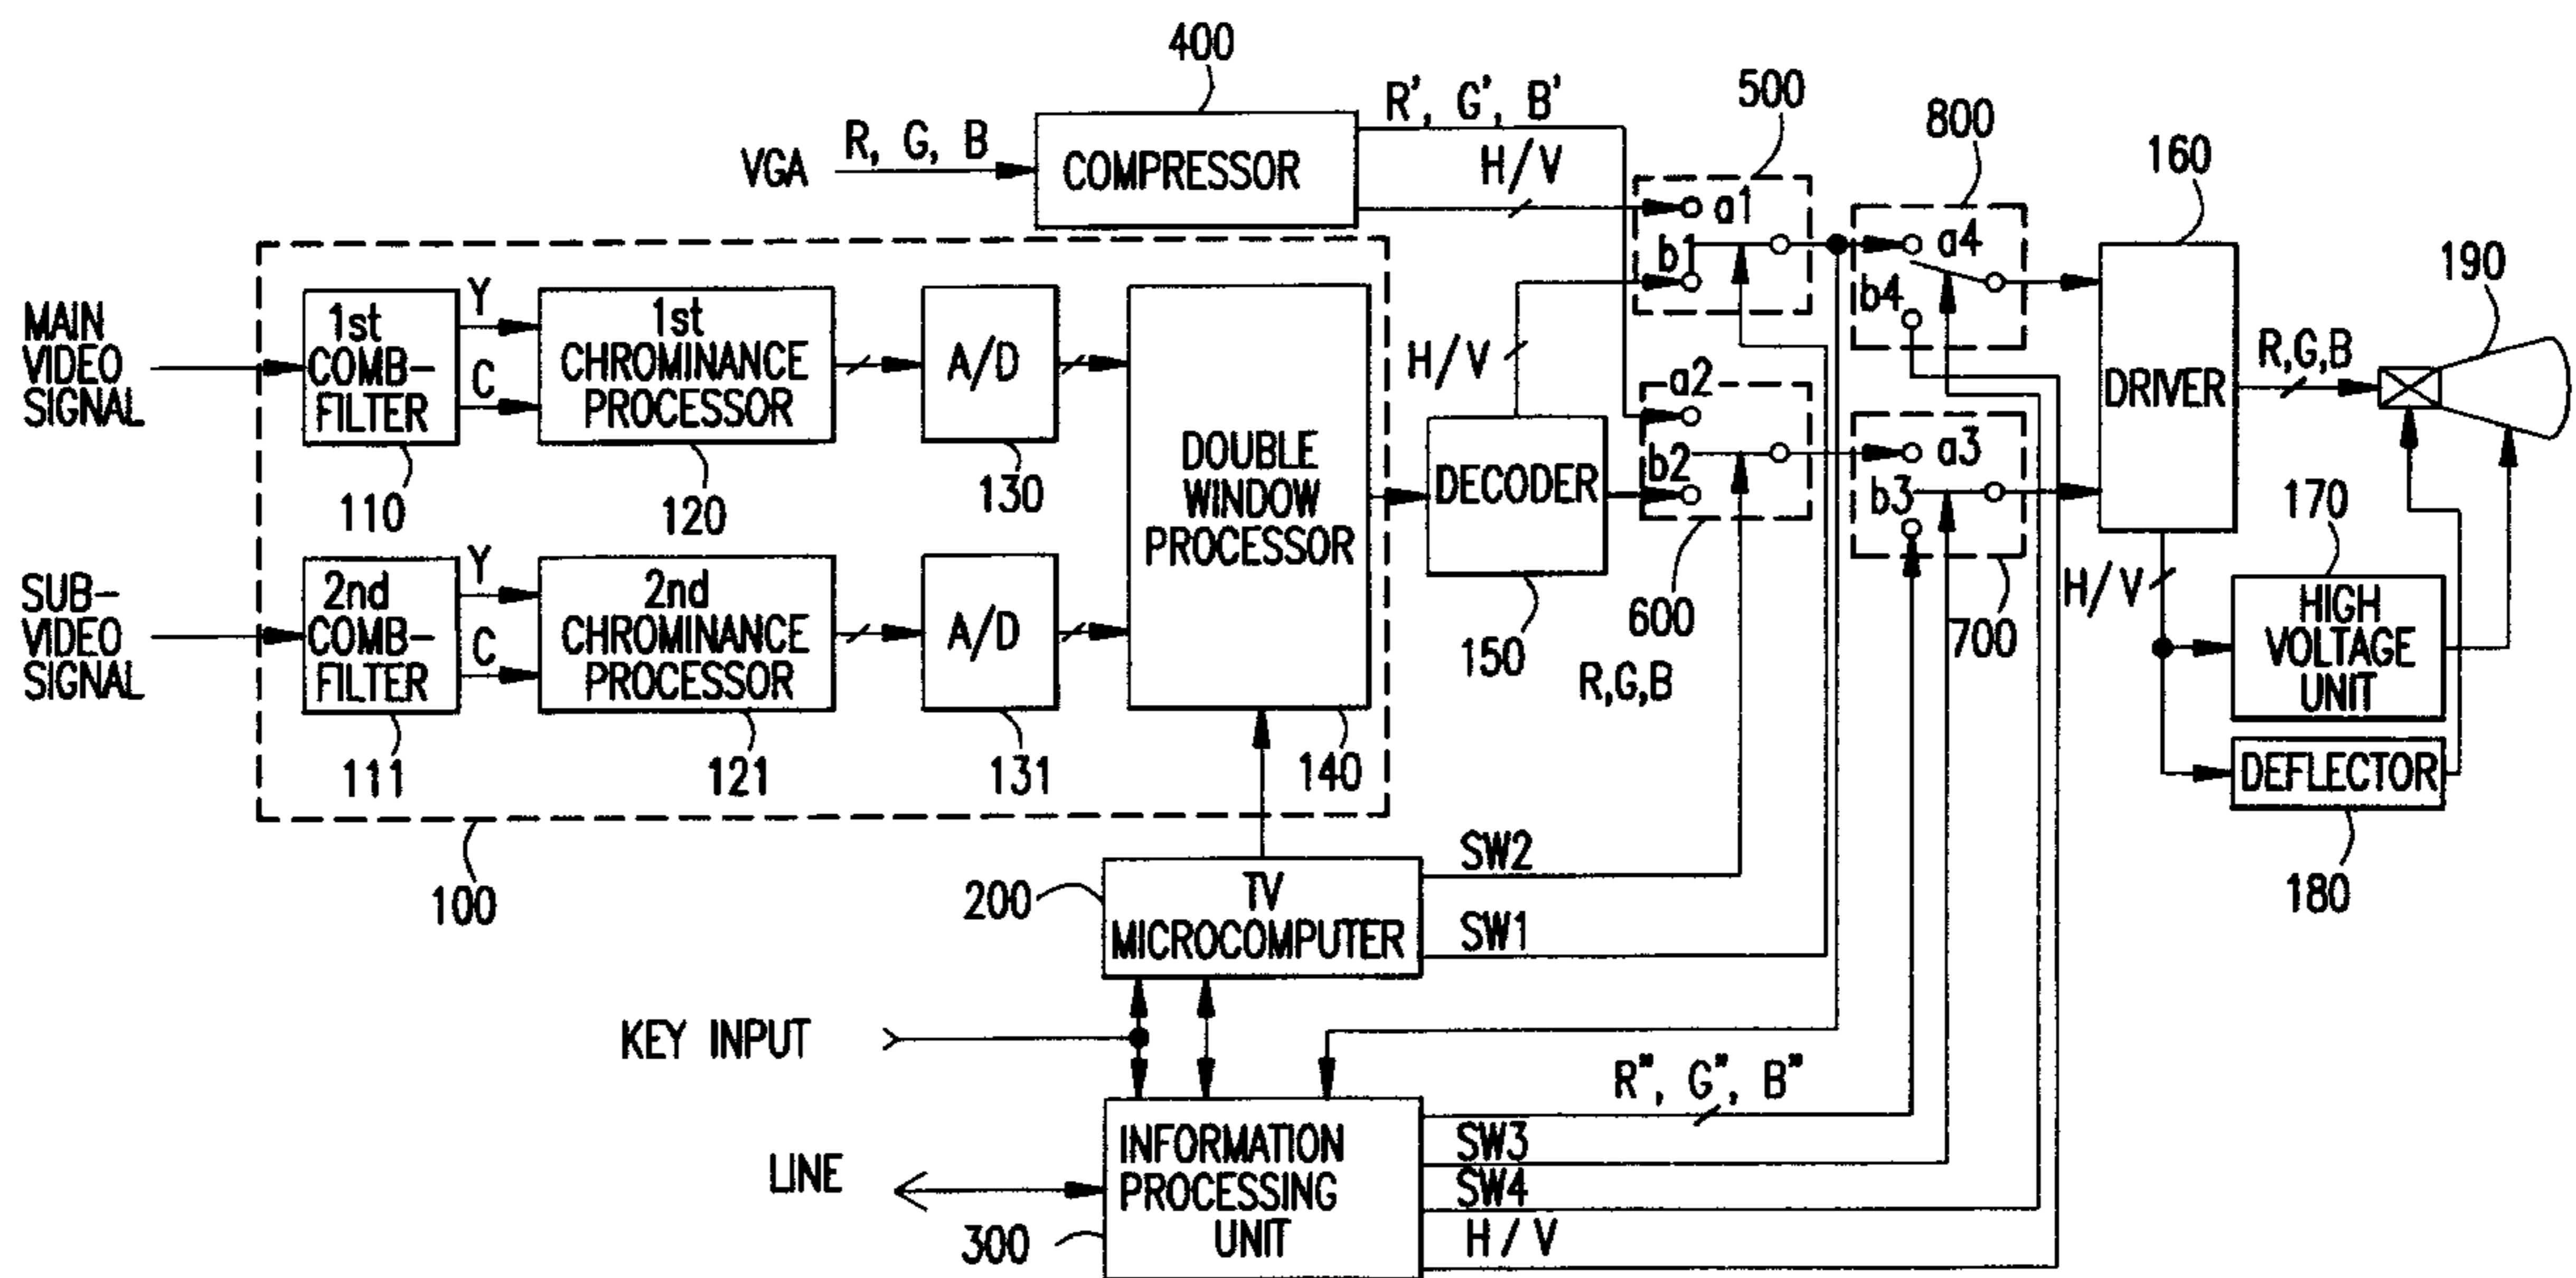 400
R', G', B'
500
800
VGA
R, G, B
COMPRESSOR
H/V
160
a1
b1
a4
b4
190
MAIN
VIDEO
SIGNAL
1st
COMB-
FILTER
Y
C
1st
CHROMINANCE
PROCESSOR
A/D
H/V
DRIVER
R,G,B
110
120
130
DOUBLE
WINDOW
PROCESSOR
DECODER
a2
b2
a3
b3
170
SUB-
VIDEO
SIGNAL
2nd
COMB-
FILTER
Y
C
2nd
CHROMINANCE
PROCESSOR
A/D
150
600
R,G,B
700
H/V
HIGH
VOLTAGE
UNIT
111
121
131
140
DEFLECTOR
180
100
200
TV
MICROCOMPUTER
SW2
SW1
KEY INPUT
R", G", B"
LINE
INFORMATION
PROCESSING
UNIT
SW3
SW4
H / V
300